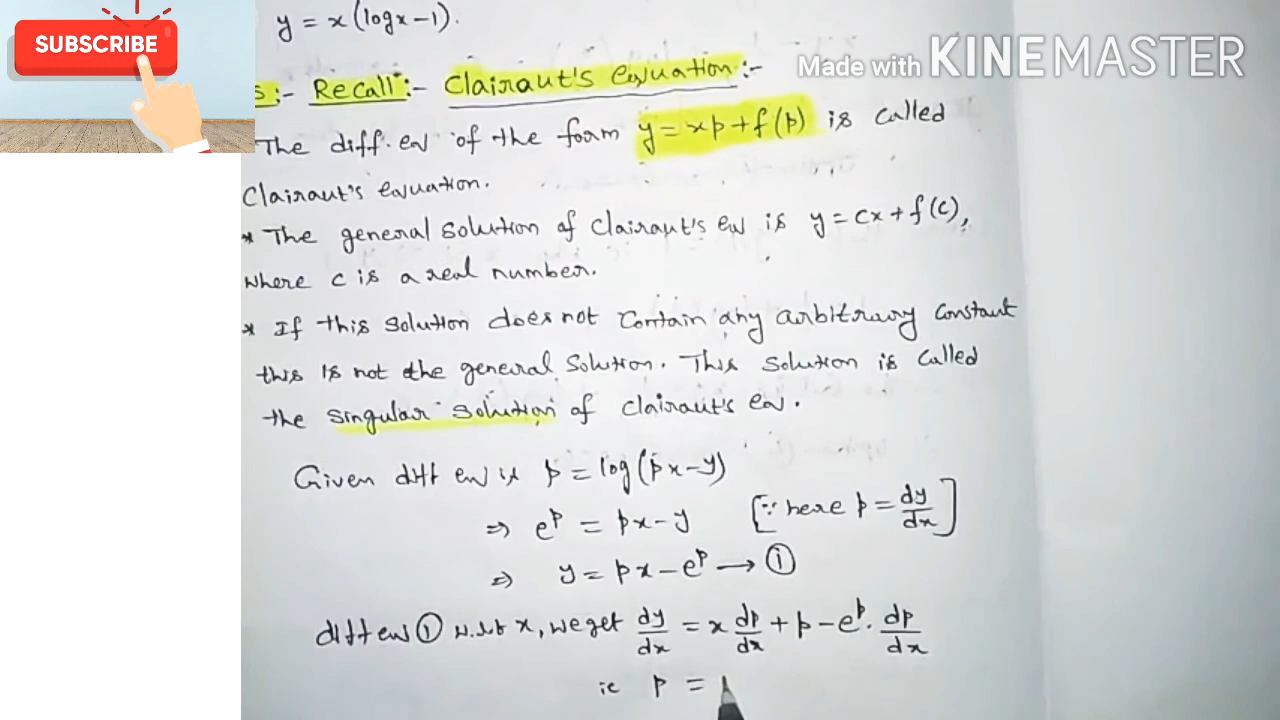 SUBSCRIBE
y = x(logx-1).
Made with KINEMASTER
s:- Recall:- Clairaut's equation:-
The diff. eq of the form y = xp + f(p) is called
Clairaut's equation.
* The general solution of Clairaut's eq is y = cx + f(c),
where c is a real number.
* If this solution does not contain any arbitrary constant
this is not the general solution. This solution is called
the singular solution of Clairaut's eq.
Given diff eq is p = log(px-y)
⇒ e^p = px - y [∵ here p = dy/dx]
⇒ y = px - e^p → ①
diff eq ① w.r.to x, we get dy/dx = x dp/dx + p - e^p. dp/dx
ie p =